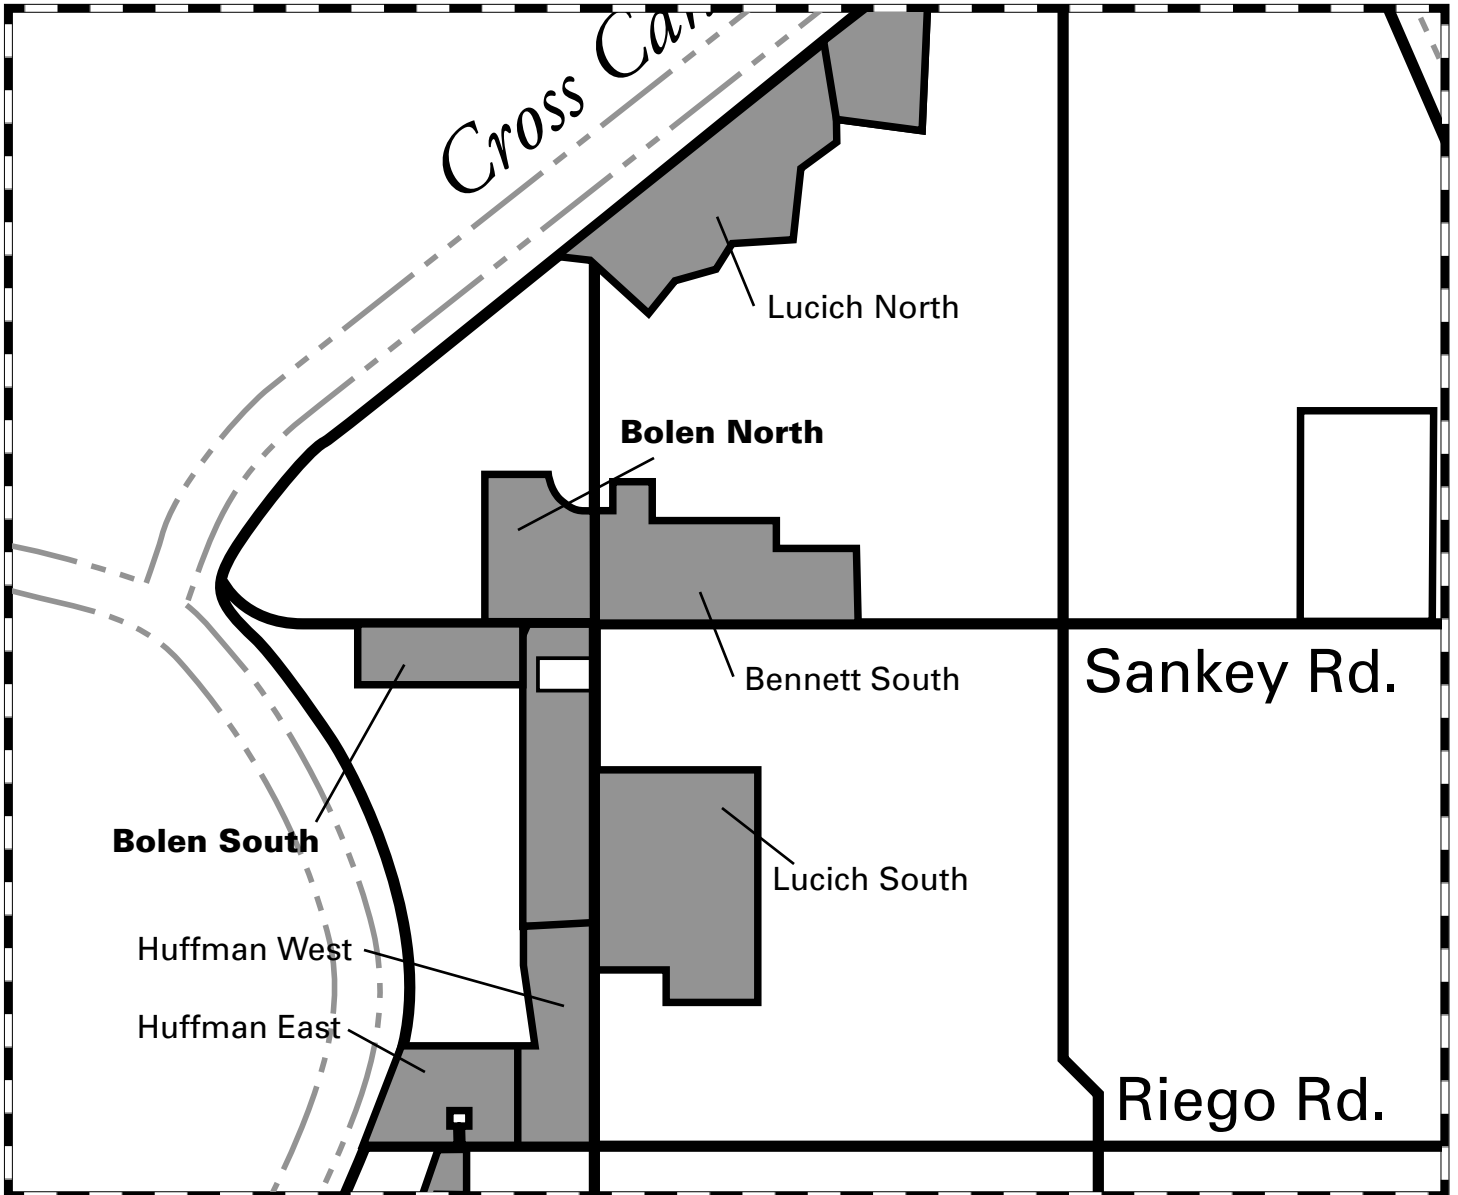 Cross
Lucich North
Bolen North
Bennett South
Sankey Rd.
Bolen South
Lucich South
Huffman West
Huffman East
Riego Rd.